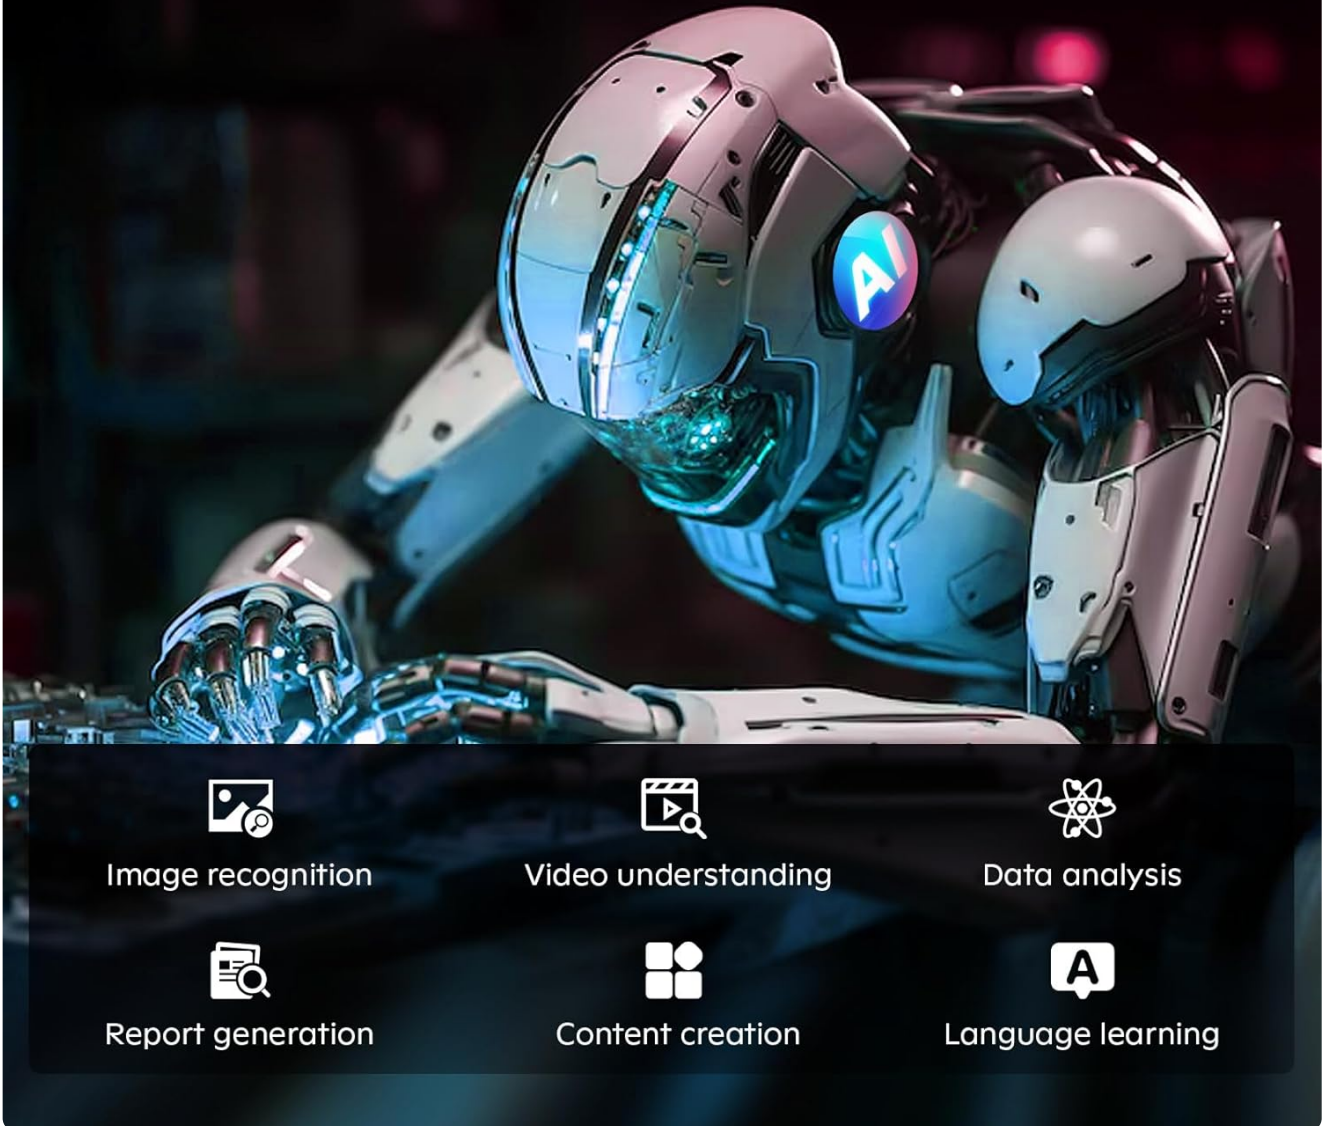 AI
Image recognition
Video understanding
Data analysis
A
Report generation
Content creation
Language learning